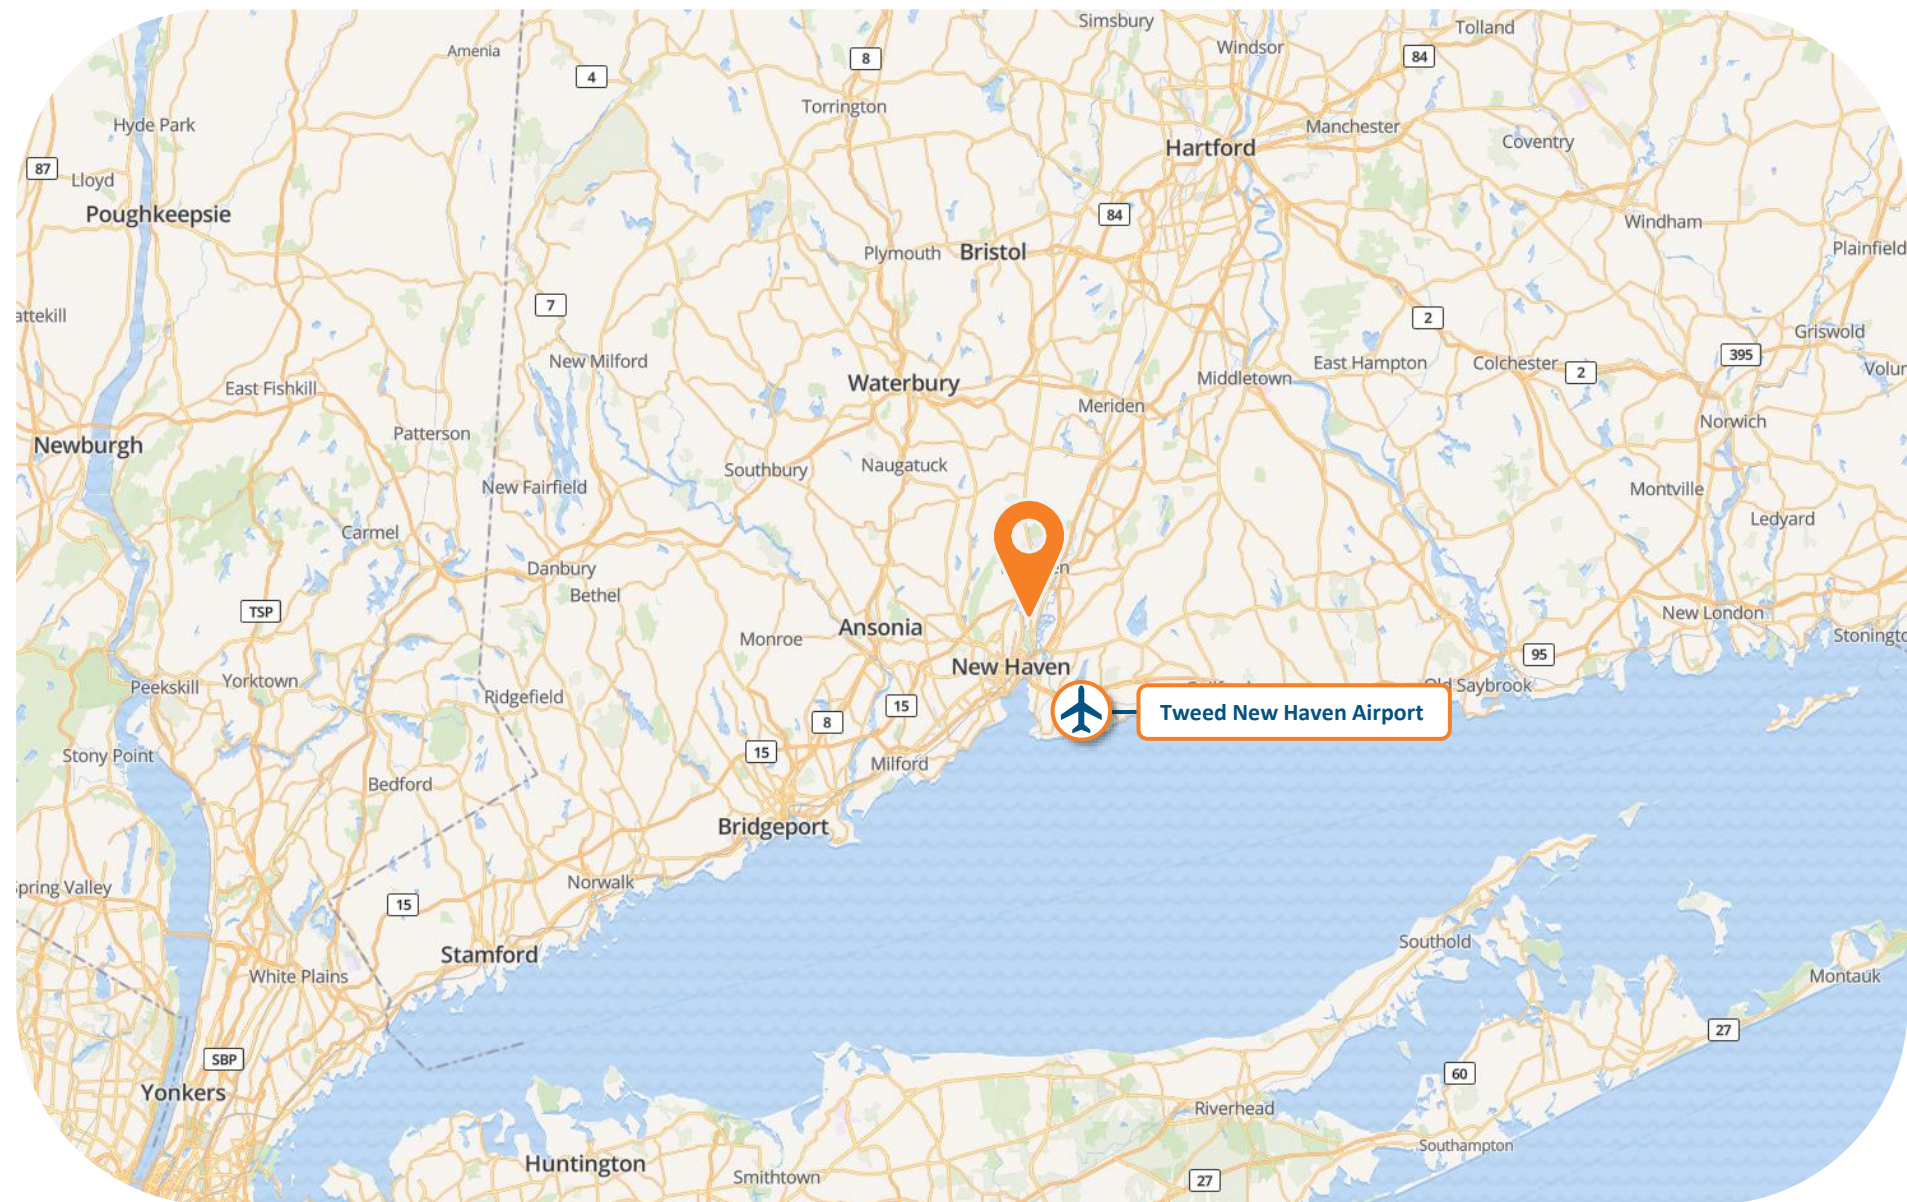 Simsbury
Tolland
Windsor
Amenia
8
84
4
Torrington
Hyde Park
Manchester
Coventry
Hartford
87
Lloyd
Poughkeepsie
84
Windham
Plymouth
Bristol
Plainfield
7
attekill
2
Griswold
New Milford
East Hampton
Colchester
2
395
Volur
Waterbury
Middletown
East Fishkill
Meriden
Norwich
Patterson
Newburgh
Southbury
Naugatuck
New Fairfield
Montville
Ledyard
Carmel
Danbury
en
Bethel
TSP
New London
Ansonia
Monroe
Stoningto
95
New Haven
Peekskill
Yorktown
Ridgefield
Old Saybrook
15
8
Tweed New Haven Airport
15
Stony Point
Milford
Bedford
Bridgeport
Norwalk
pring Valley
15
Southold
Stamford
White Plains
Montauk
27
SBP
60
Yonkers
Riverhead
Southampton
Huntington
Smithtown
27